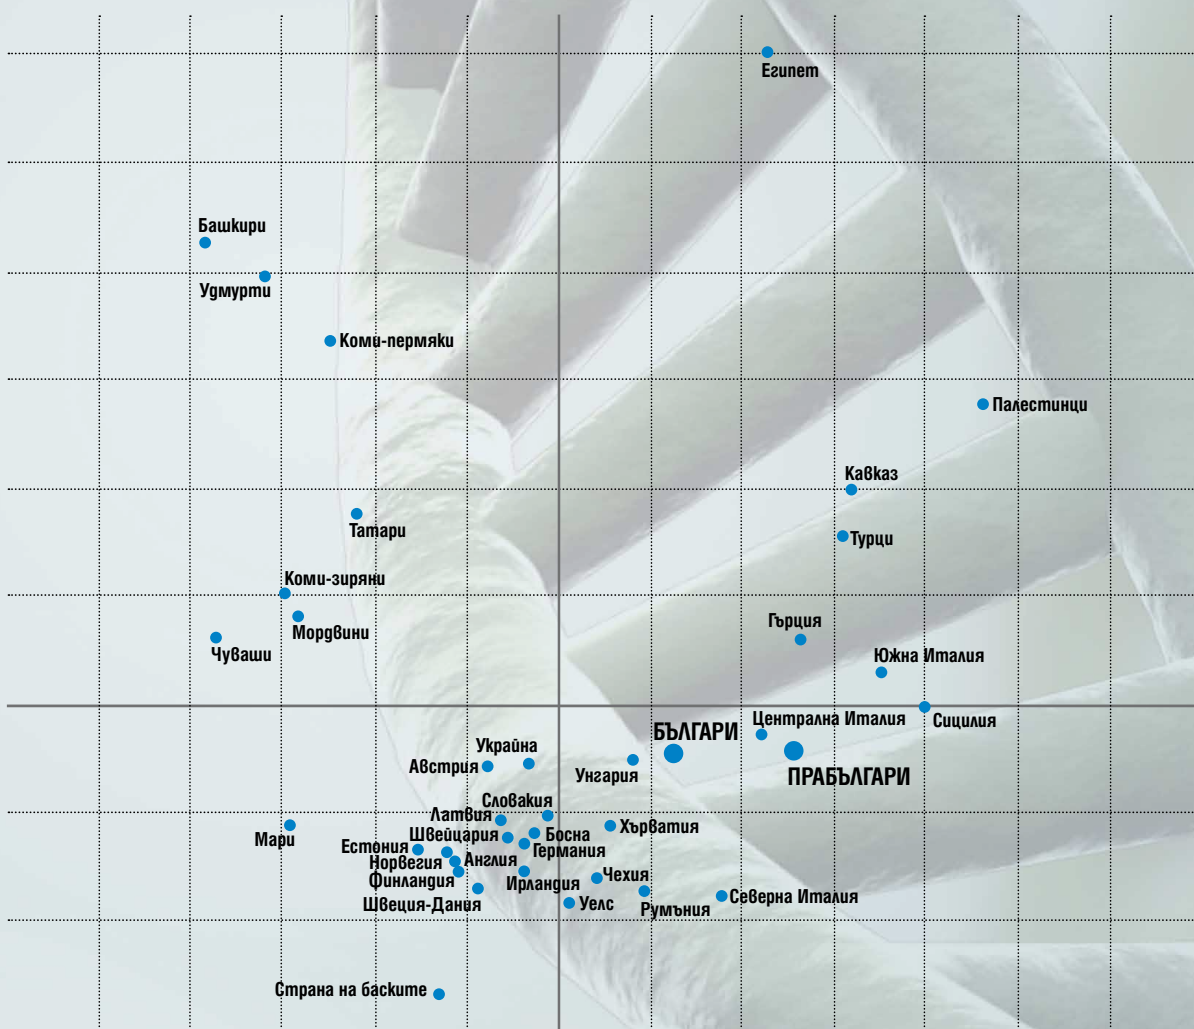 Египет
Башкири
Удмурти
Коми-пермяки
Палестинци
Кавказ
Татари
Турци
Коми-зиряни
Мордвини
Гърция
Чуваши
Южна Италия
Централна Италия
Сицилия
БЪЛГАРИ
Украйна
Австрия
Унгария
ПРАБЪЛГАРИ
Словакия
Латвия
Хърватия
Швейцария
Босна
Мари
Естония
Германия
Норвегия
Англия
Финландия
Ирландия
Чехия
Швеция-Дания
Уелс
Румъния
Северна Италия
Страна на баските